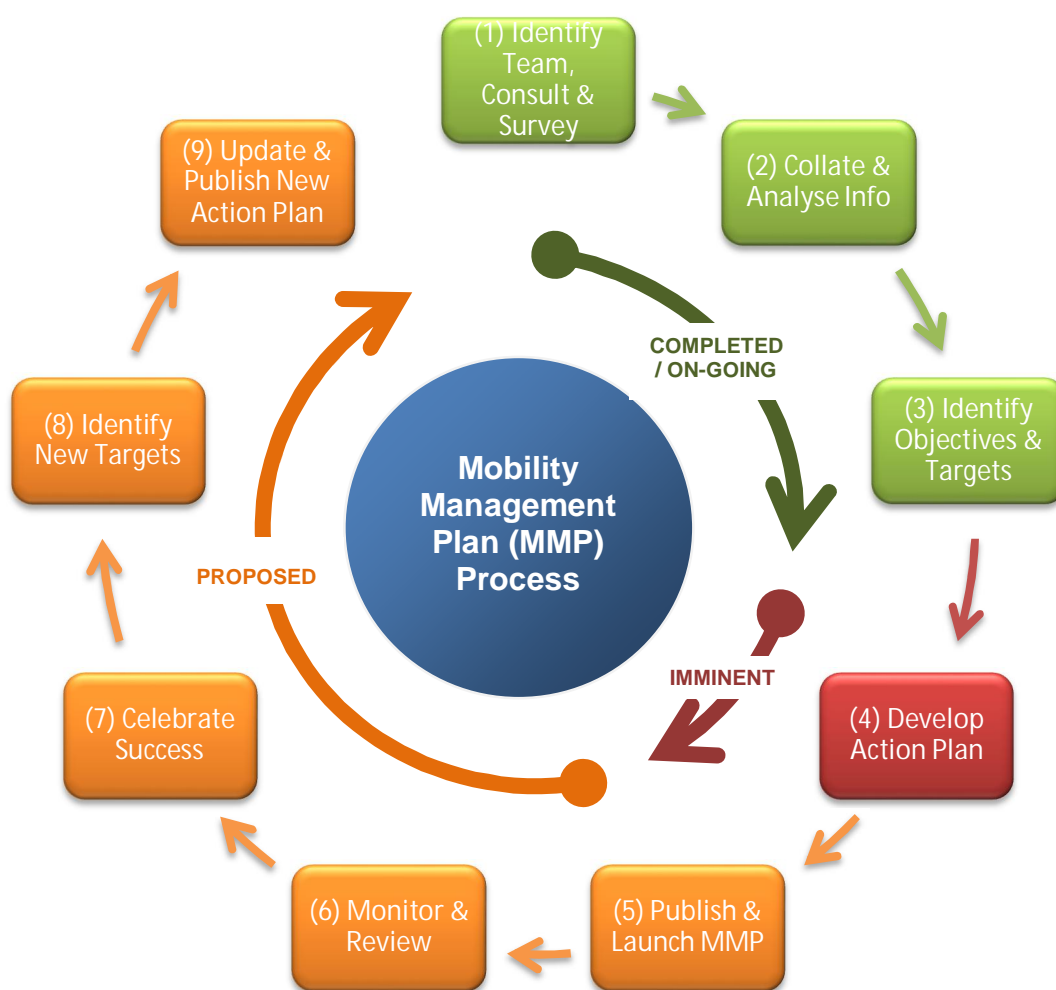 (1) Identify
Team,
Consult &
Survey
(2) Collate &
Analyse Info
(3) Identify
Objectives &
Targets
(4) Develop
Action Plan
(5) Publish &
Launch MMP
(6) Monitor &
Review
(7) Celebrate
Success
(8) Identify
New Targets
(9) Update &
Publish New
Action Plan
COMPLETED
/ ON-GOING
IMMINENT
PROPOSED
Mobility
Management
Plan (MMP)
Process